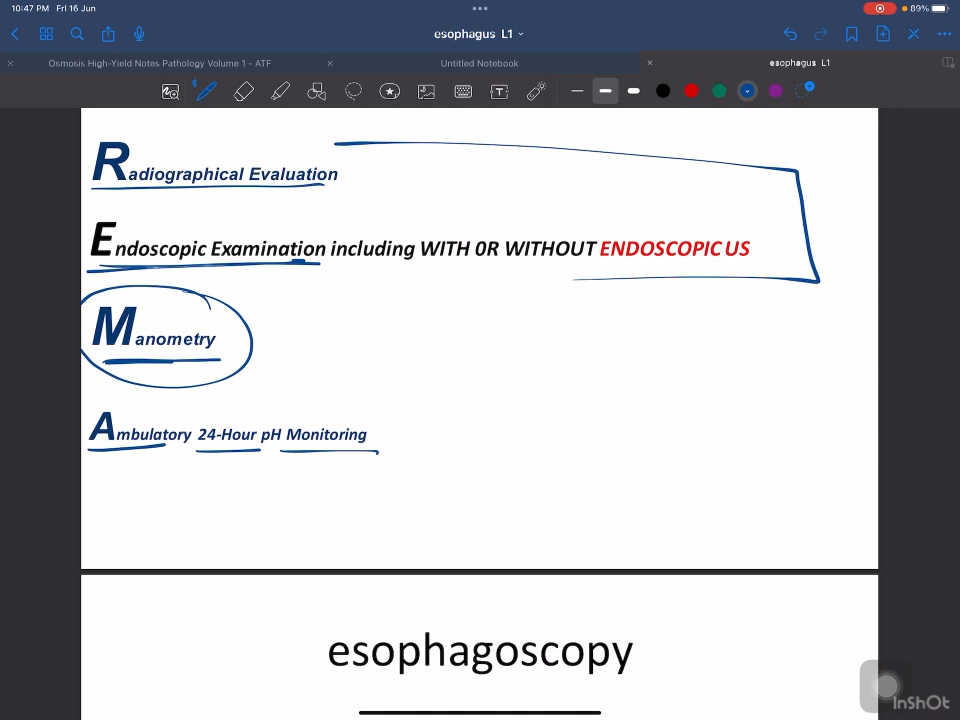 10:47 PM Fri 16 Jun
89%
esophagus L1
Osmosis High-Yield Notes Pathology Volume 1 - ATF
Untitled Notebook
esophagus L1
Radiographical Evaluation
Endoscopic Examination including WITH 0R WITHOUT ENDOSCOPIC US
Manometry
Ambulatory 24-Hour pH Monitoring
esophagoscopy
InShOt